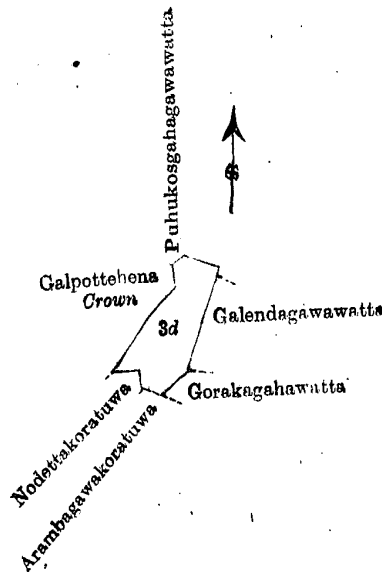 Puhukosgahagawawatta
Galpottehena
Crown
3d
Galendagawawatta
Gorakagahawatta
Nodettakoratuwa
Arambagawakoratuwa